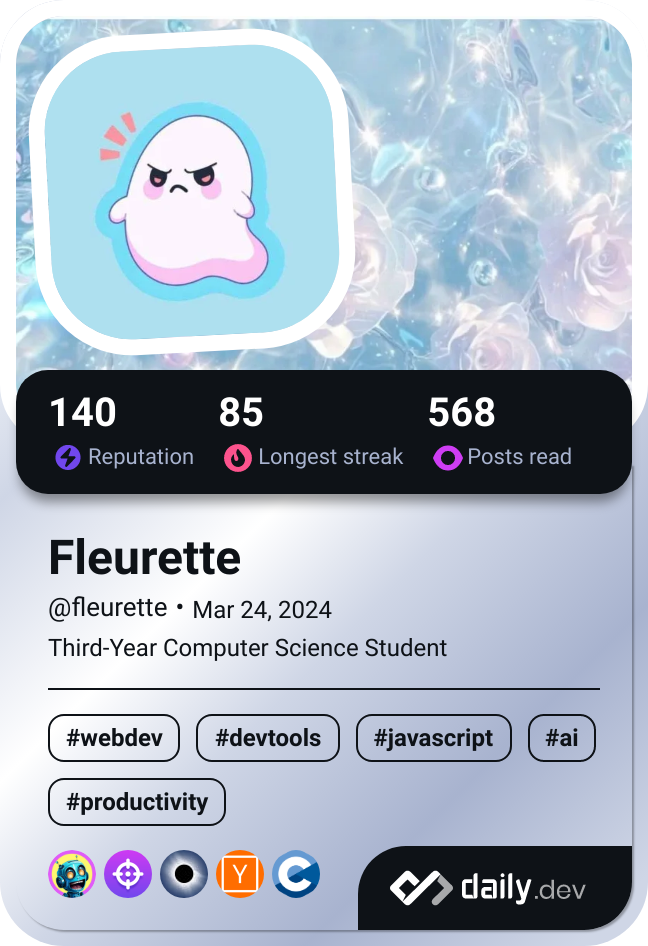 140 85 568
Reputation Longest streak Posts read
Fleurette
@fleurette • Mar 24, 2024
Third-Year Computer Science Student
#webdev #devtools #javascript #ai
#productivity
Y C
daily.dev